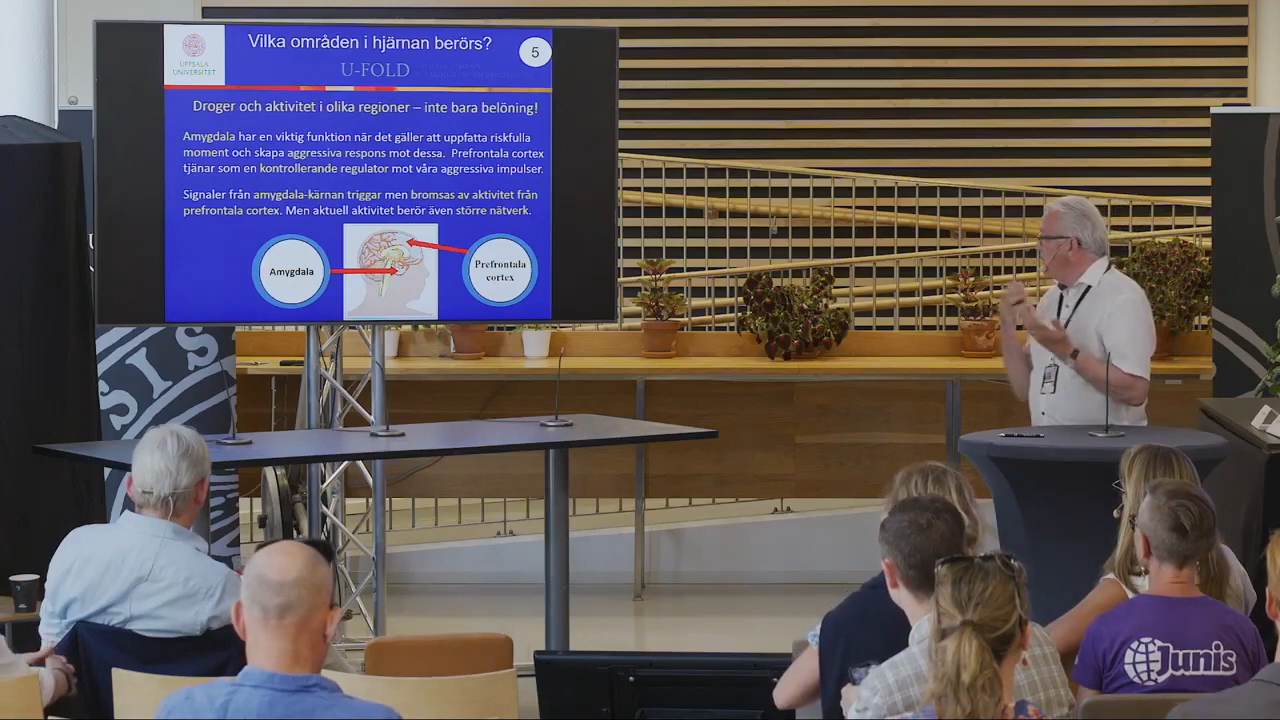 Vilka områden i hjärnan berörs?
5
UPPSALA
UNIVERSITET
U-FOLD
Droger och aktivitet i olika regioner – inte bara belöning!
Amygdala har en viktig funktion när det gäller att uppfatta riskfulla
moment och skapa aggressiva respons mot dessa. Prefrontala cortex
tjänar som en kontrollerande regulator mot våra aggressiva impulser.
Signaler från amygdala-kärnan triggar men bromsas av aktivitet från
prefrontala cortex. Men aktuell aktivitet berör även större nätverk.
Amygdala
Prefrontala
cortex
SIS
Junis